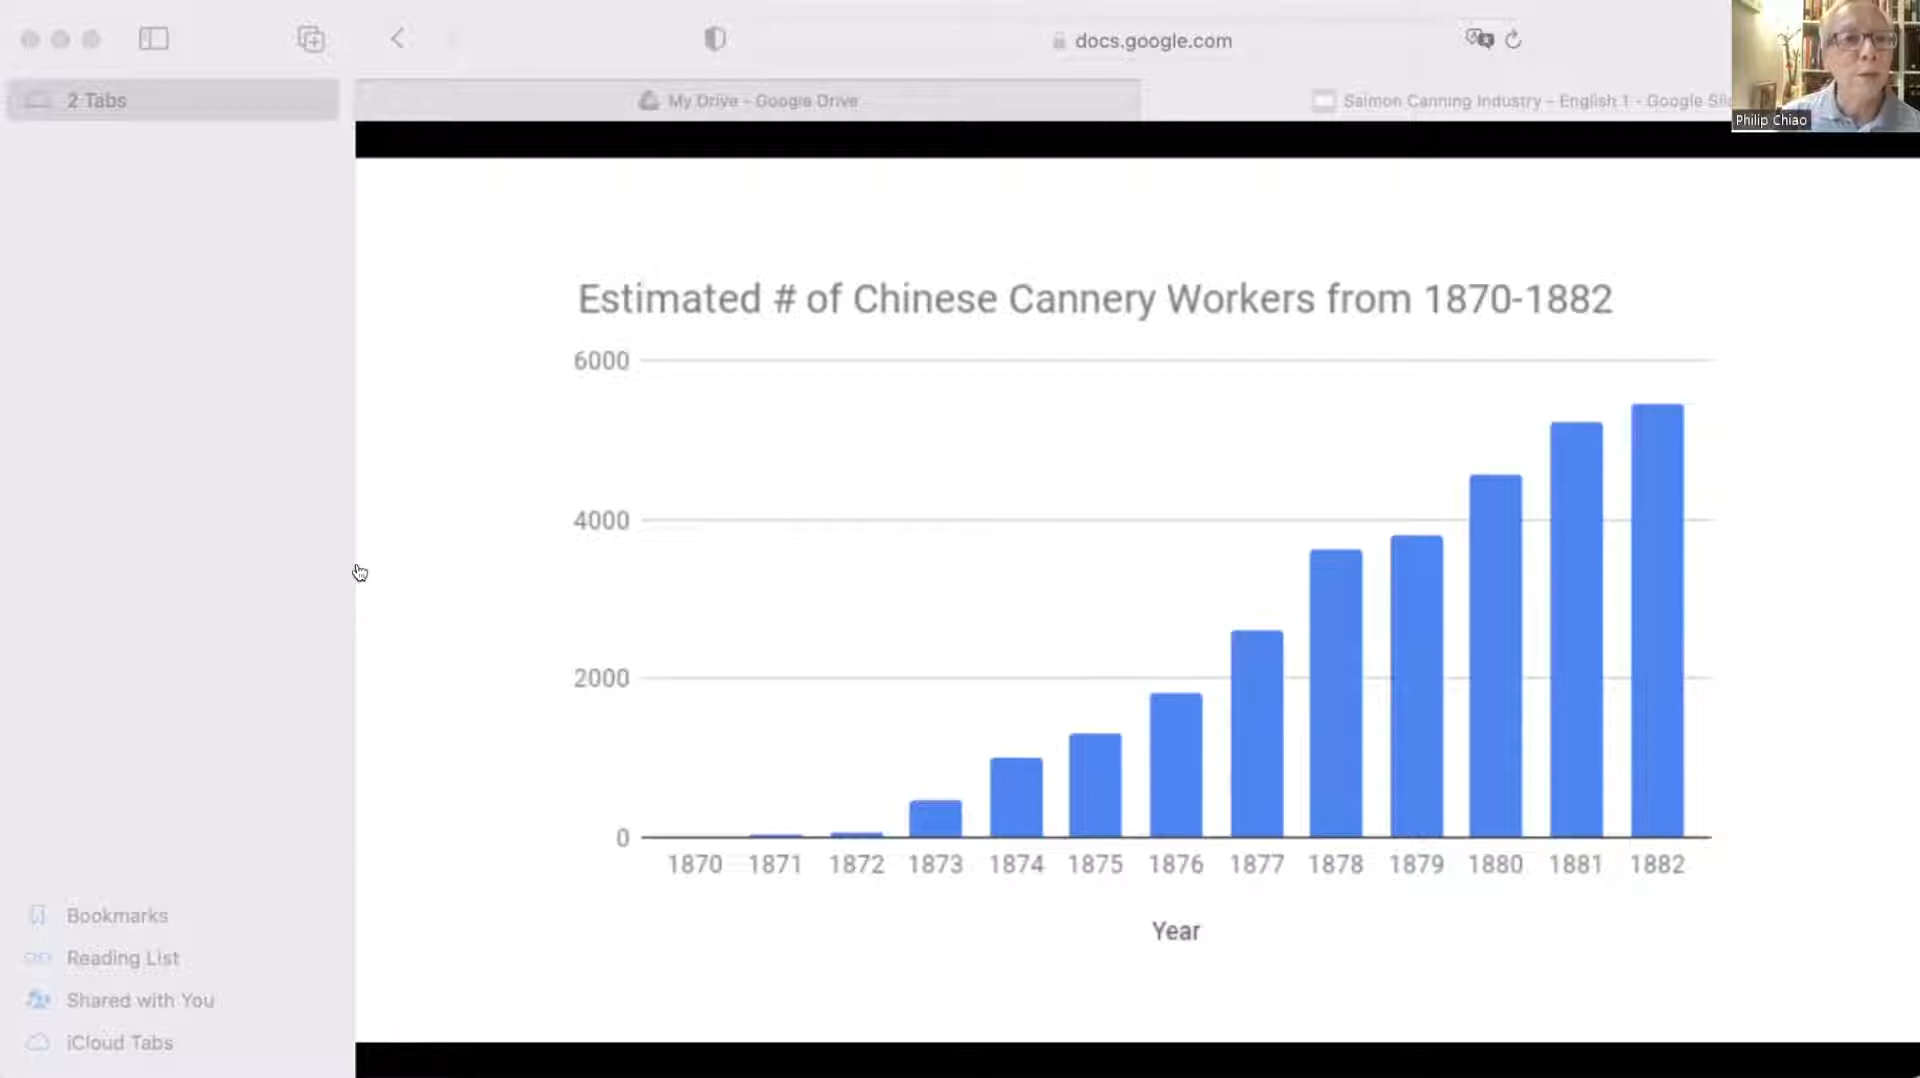 docs.google.com
2 Tabs
My Drive - Google Drive
Salmon Canning Industry - English 1 - Google
Philip Chiao
Estimated # of Chinese Cannery Workers from 1870-1882
6000
4000
2000
0
1870 1871 1872 1873 1874 1875 1876 1877 1878 1879 1880 1881 1882
Year
Bookmarks
Reading List
Shared with You
iCloud Tabs